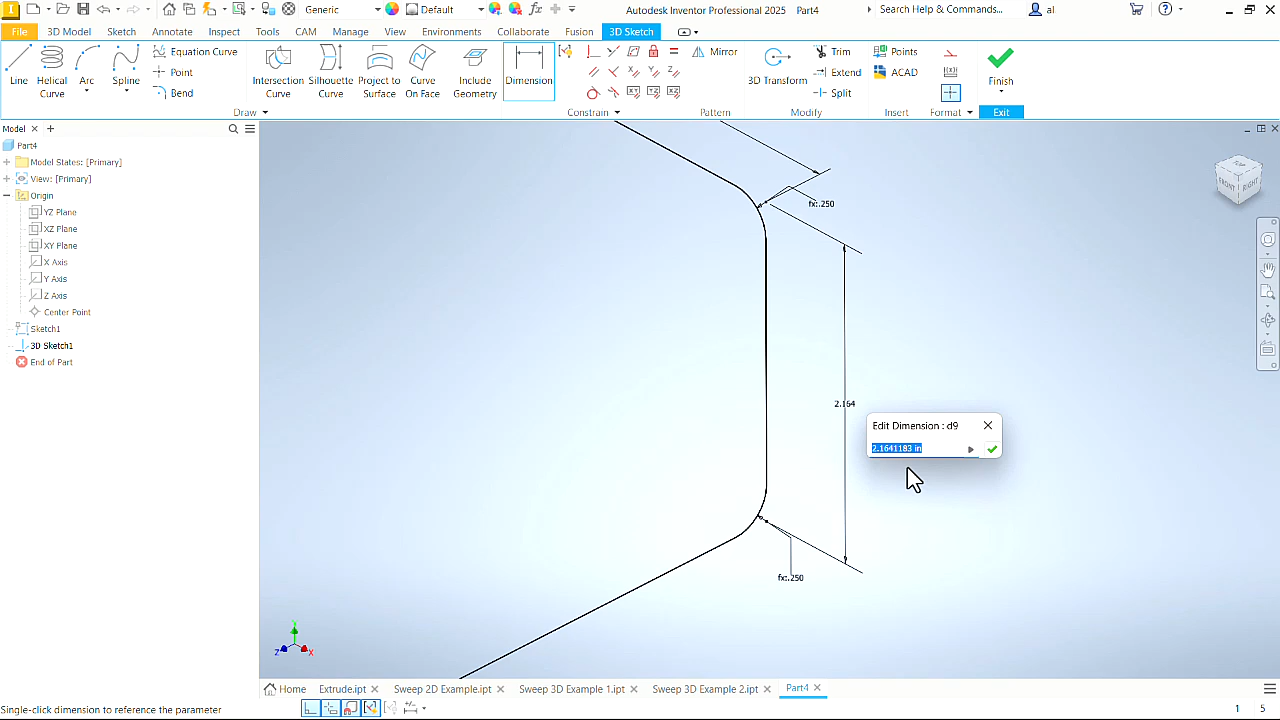 Generic
Default
Autodesk Inventor Professional 2025 Part4
Search Help & Commands...
al
File
3D Model
Sketch
Annotate
Inspect
Tools
CAM
Manage
View
Environments
Collaborate
Fusion
3D Sketch
Line
Helical
Curve
Arc
Spline
Equation Curve
Point
Bend
Intersection
Curve
Silhouette
Curve
Project to
Surface
Curve
On Face
Include
Geometry
Dimension
Mirror
3D Transform
Trim
Extend
Split
Points
ACAD
Finish
Draw
Constrain
Pattern
Modify
Insert
Format
Exit
Model
Part4
Model States: [Primary]
View: [Primary]
Origin
YZ Plane
XZ Plane
XY Plane
X Axis
Y Axis
Z Axis
Center Point
Sketch1
3D Sketch1
End of Part
FRONT
RIGHT
fx:.250
2.164
Edit Dimension : d9
2.1641183 in
fx:.250
Y
Z
X
Home
Extrude.ipt
Sweep 2D Example.ipt
Sweep 3D Example 1.ipt
Sweep 3D Example 2.ipt
Part4
Single-click dimension to reference the parameter
1
5